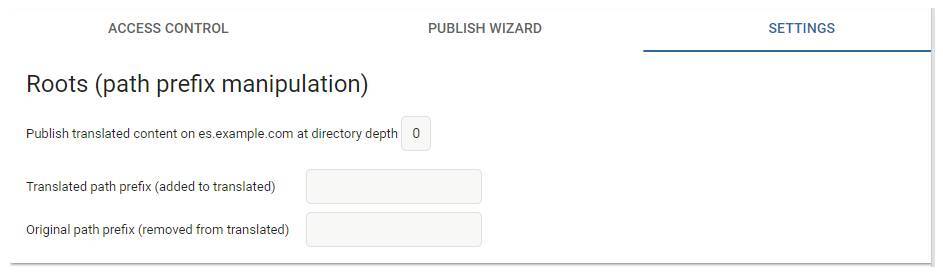 ACCESS CONTROL PUBLISH WIZARD SETTINGS
Roots (path prefix manipulation)
Publish translated content on es.example.com at directory depth 0
Translated path prefix (added to translated)
Original path prefix (removed from translated)